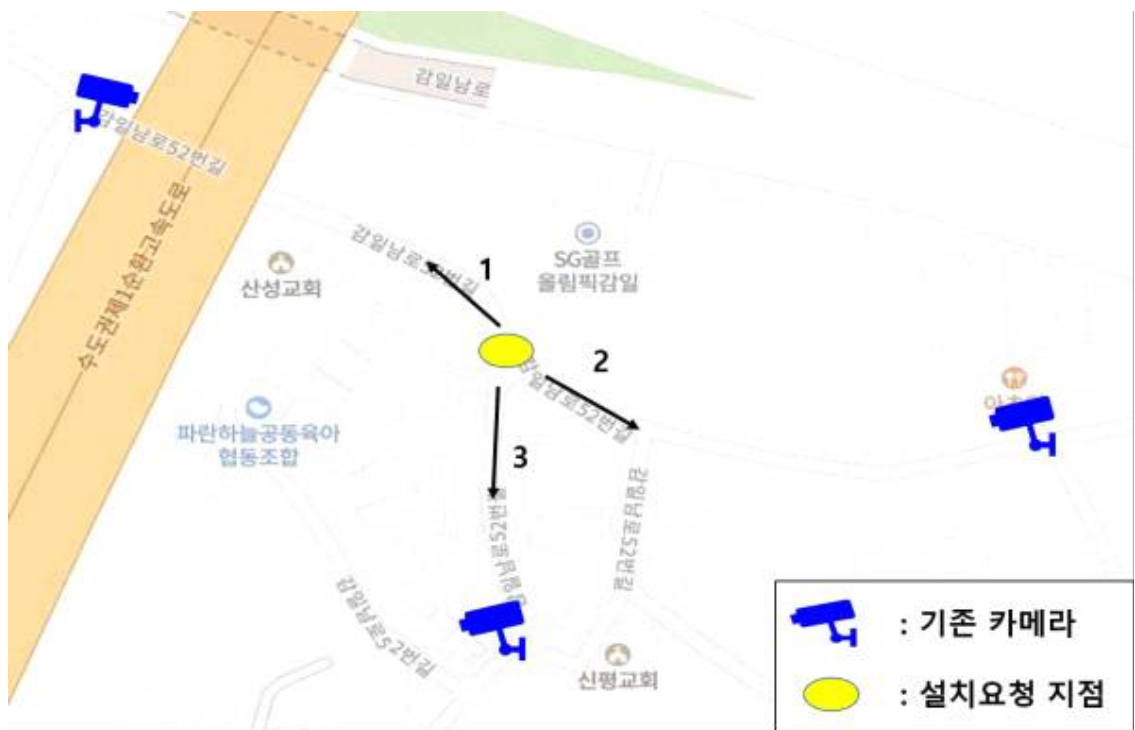 감일남로
감일남로52번길
수도권제1순환고속도로
감일남로52번길
1
SG골프
올림픽감일
산성교회
2
감일남로52번길
파란하늘공동육아
협동조합
3
감일남로52번길
감일남로52번길
감일남로52번길
신평교회
: 기존 카메라
: 설치요청 지점